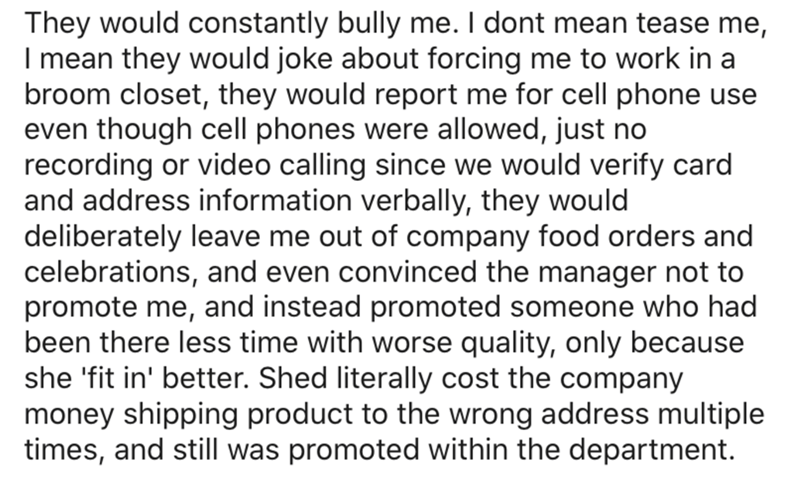 They would constantly bully me. I dont mean tease me,
I mean they would joke about forcing me to work in a
broom closet, they would report me for cell phone use
even though cell phones were allowed, just no
recording or video calling since we would verify card
and address information verbally, they would
deliberately leave me out of company food orders and
celebrations, and even convinced the manager not to
promote me, and instead promoted someone who had
been there less time with worse quality, only because
she 'fit in' better. Shed literally cost the company
money shipping product to the wrong address multiple
times, and still was promoted within the department.